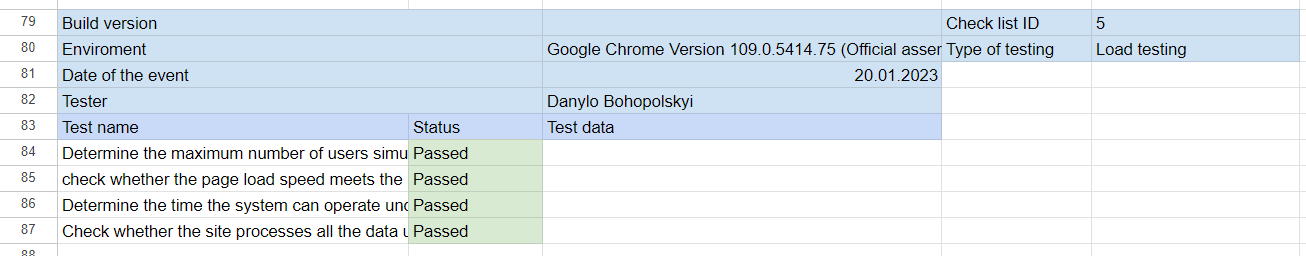 79 Build version Check list ID 5
80 Enviroment Google Chrome Version 109.0.5414.75 (Official asser Type of testing Load testing
81 Date of the event 20.01.2023
82 Tester Danylo Bohopolskyi
83 Test name Status Test data
84 Determine the maximum number of users simu Passed
85 check whether the page load speed meets the Passed
86 Determine the time the system can operate und Passed
87 Check whether the site processes all the data u Passed
88